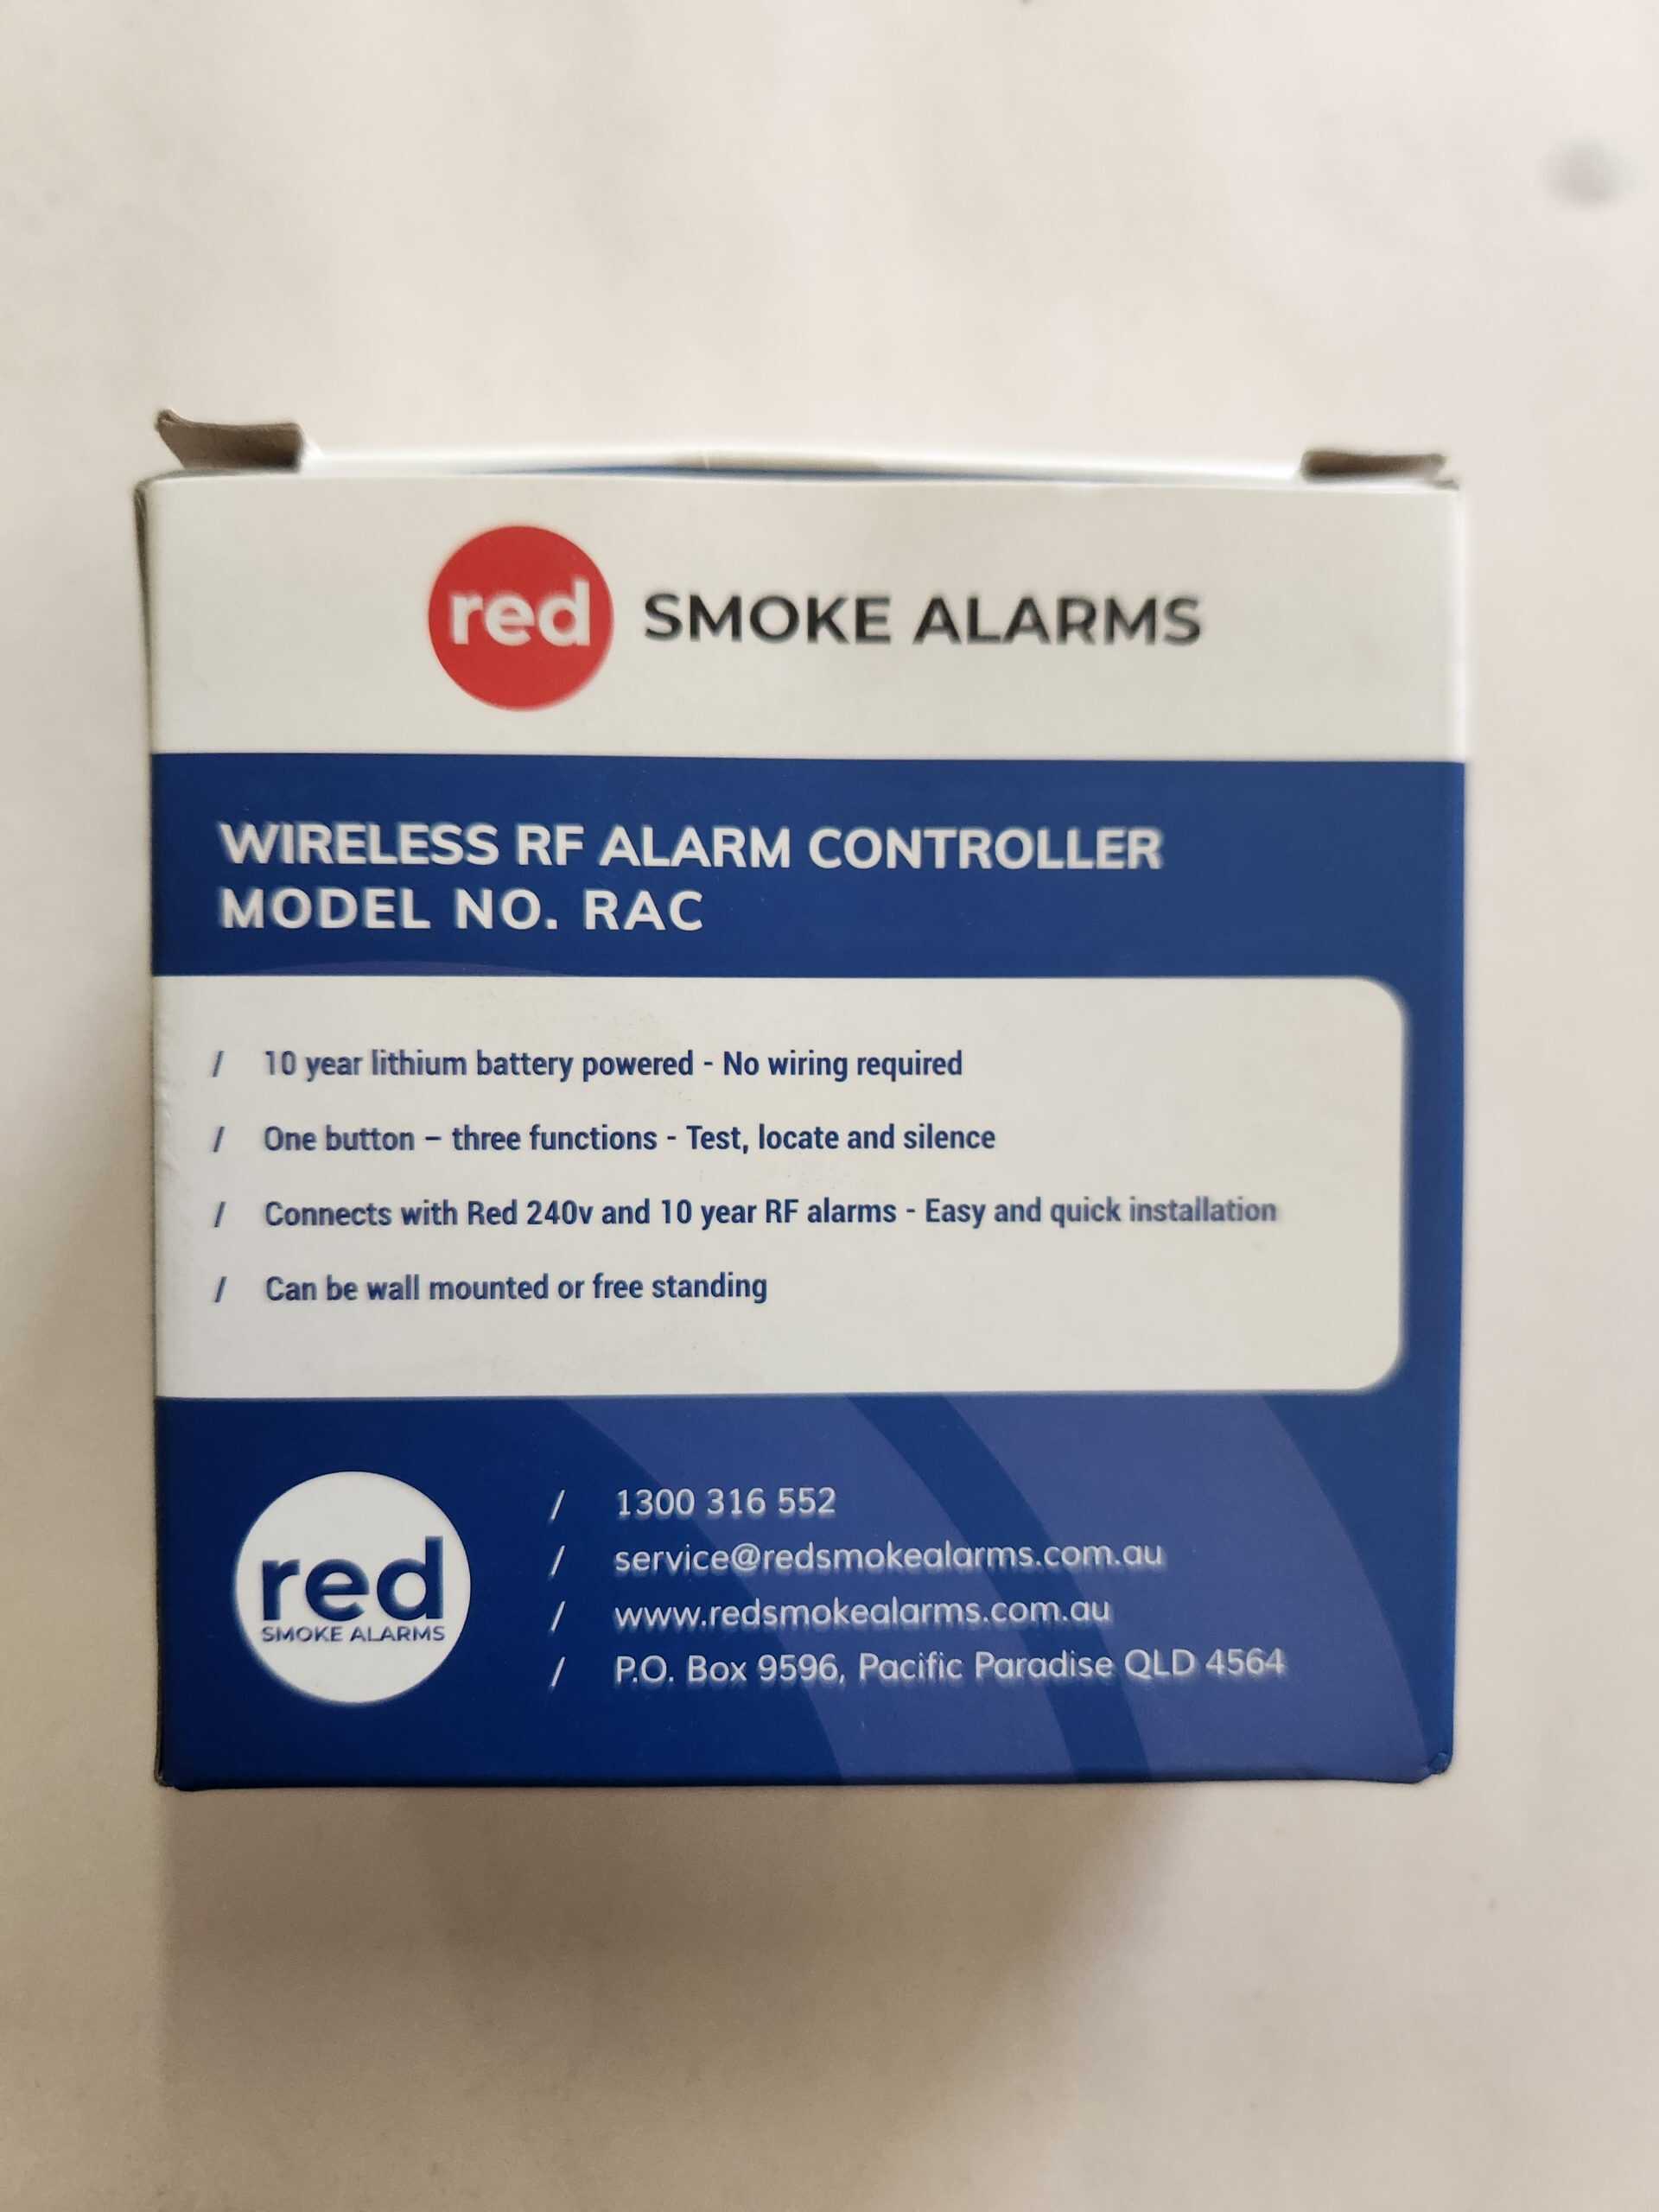 red SMOKE ALARMS
WIRELESS RF ALARM CONTROLLER
MODEL NO. RAC
/ 10 year lithium battery powered - No wiring required
/ One button – three functions - Test, locate and silence
/ Connects with Red 240v and 10 year RF alarms - Easy and quick installation
/ Can be wall mounted or free standing
red
SMOKE ALARMS
/ 1300 316 552
/ service@redsmokealarms.com.au
/ www.redsmokealarms.com.au
/ P.O. Box 9596, Pacific Paradise QLD 4564